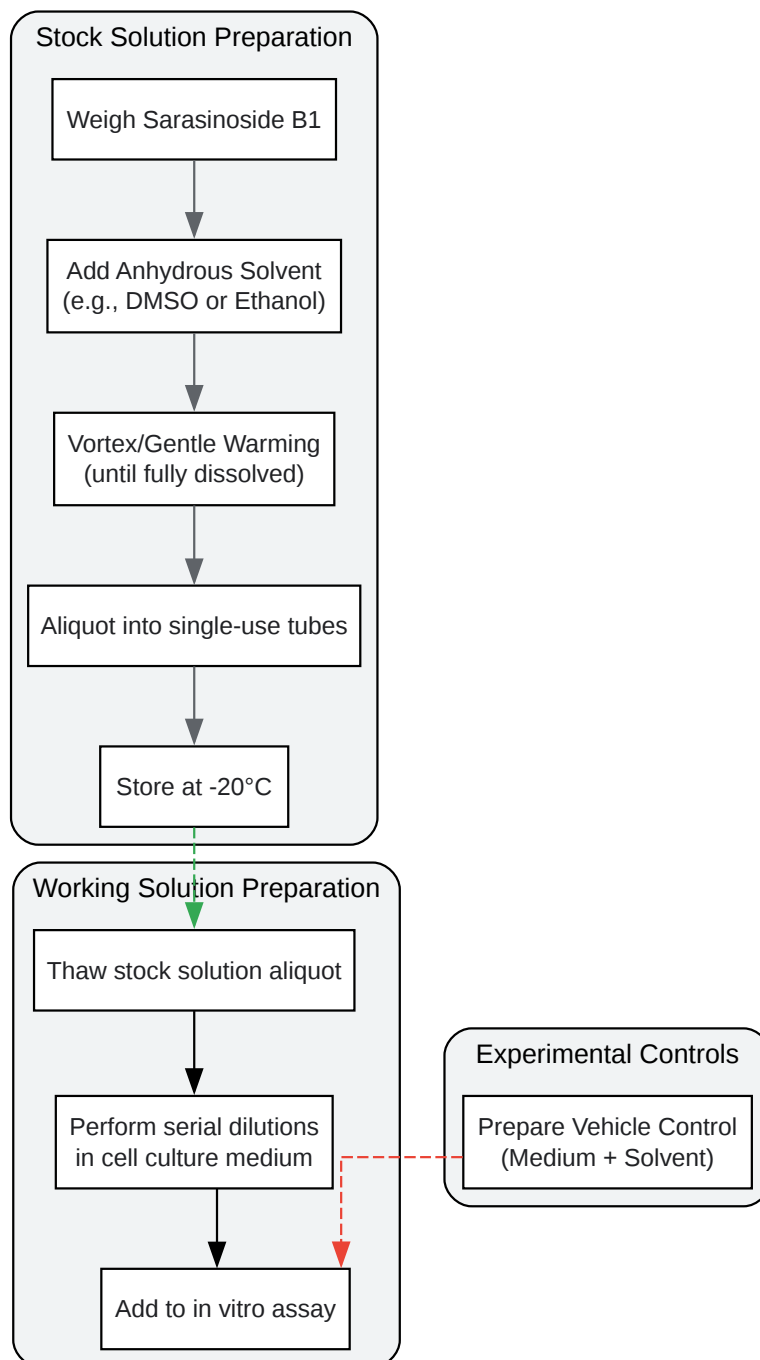 Stock Solution Preparation
Weigh Sarasinoside B1
Add Anhydrous Solvent
(e.g., DMSO or Ethanol)
Vortex/Gentle Warming
(until fully dissolved)
Aliquot into single-use tubes
Store at -20°C
Working Solution Preparation
Thaw stock solution aliquot
Perform serial dilutions
in cell culture medium
Experimental Controls
Prepare Vehicle Control
(Medium + Solvent)
Add to in vitro assay